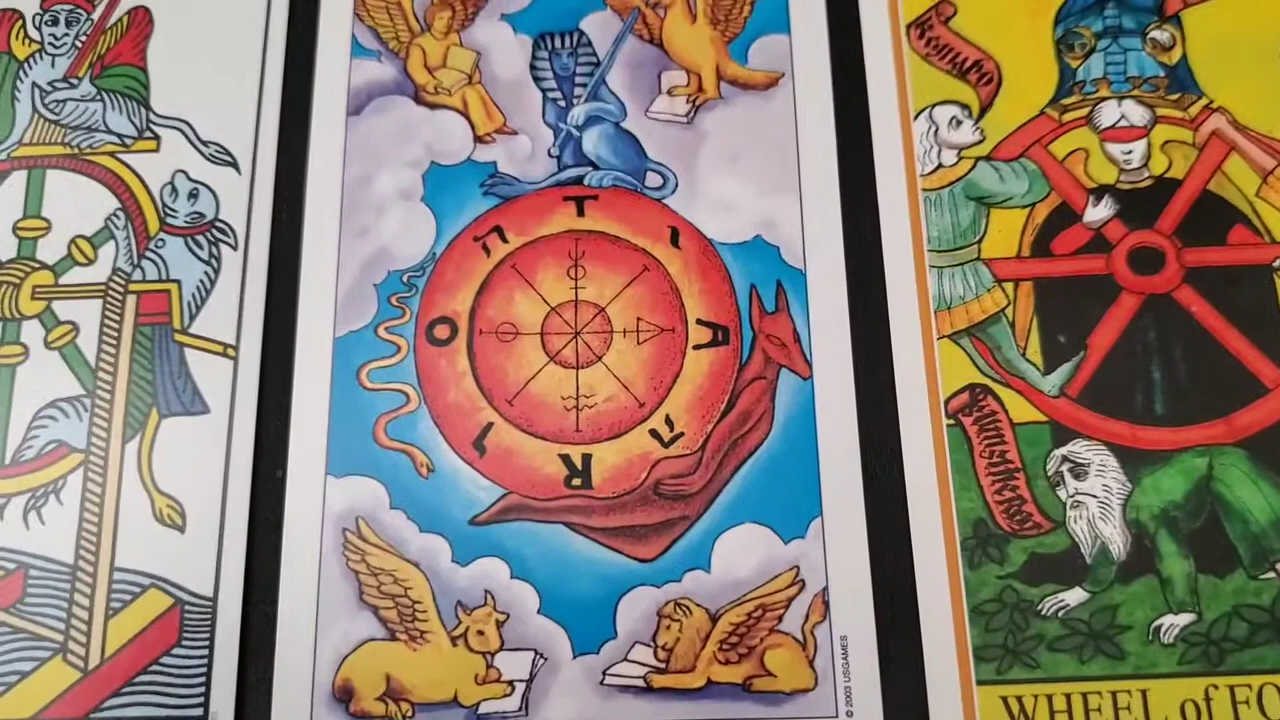 T
י
A
ה
R
ו
O
ה
© 2003 USGAMES
WHEEL of FO